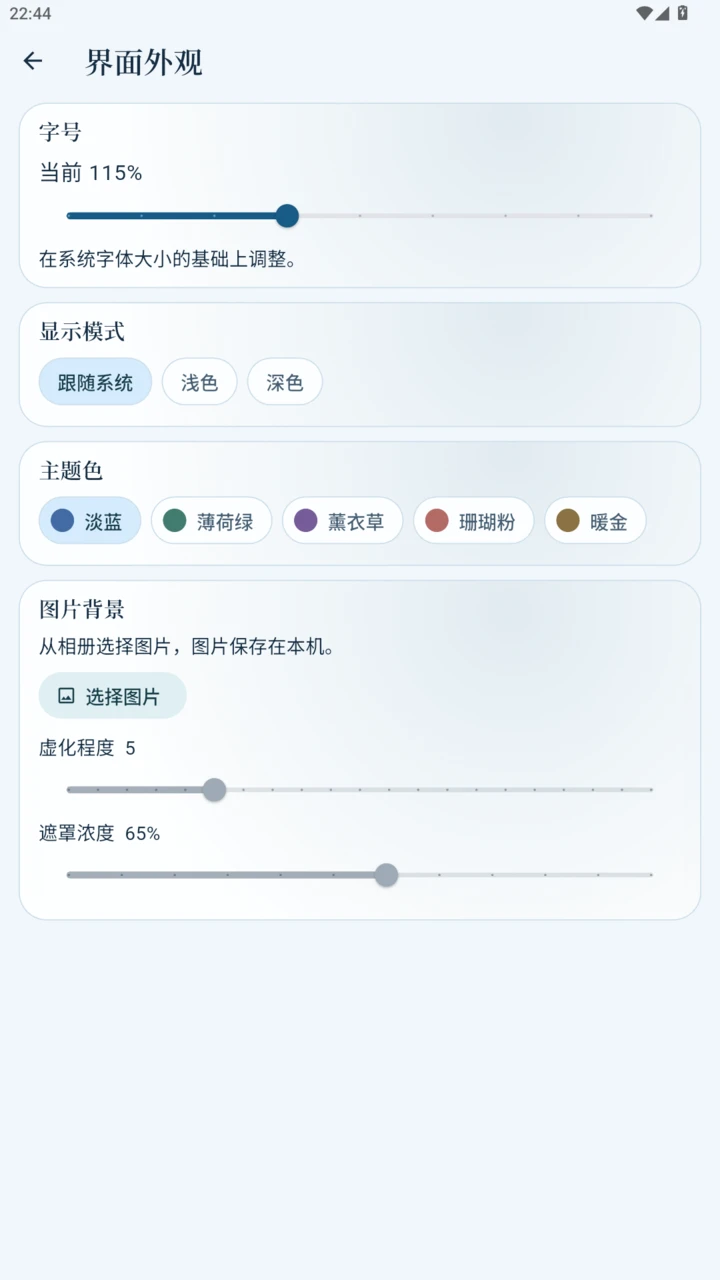 22:44
界面外观
字号
当前 115%
在系统字体大小的基础上调整。
显示模式
跟随系统 浅色 深色
主题色
淡蓝 薄荷绿 薰衣草 珊瑚粉 暖金
图片背景
从相册选择图片，图片保存在本机。
选择图片
虚化程度 5
遮罩浓度 65%